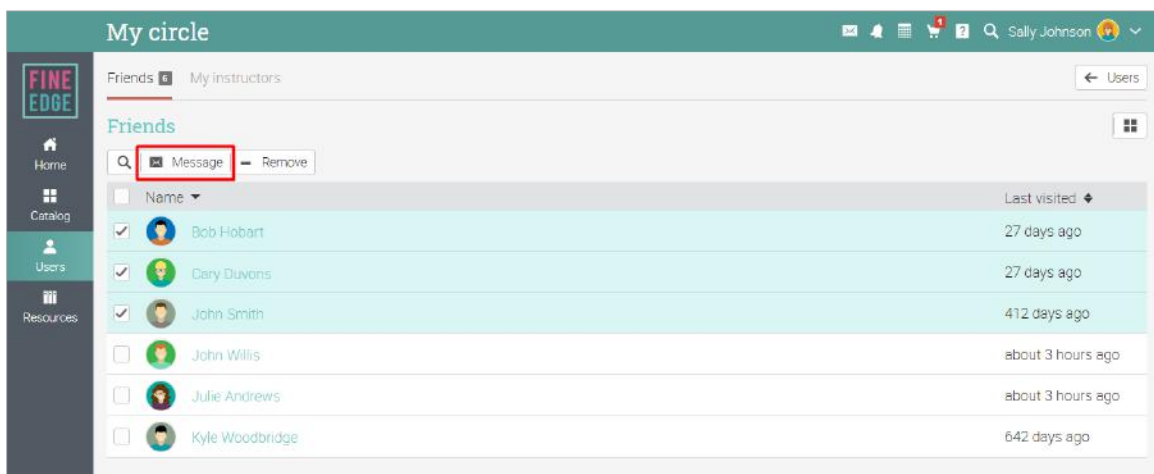 My circle 1 ? Sally Johnson
FINE
EDGE
Friends 6 My instructors ← Users
Friends
Home
Message Remove
Catalog
Name Last visited
Users
Bob Hobart 27 days ago
Cary Duvons 27 days ago
Resources
John Smith 412 days ago
John Willis about 3 hours ago
Julie Andrews about 3 hours ago
Kyle Woodbridge 642 days ago